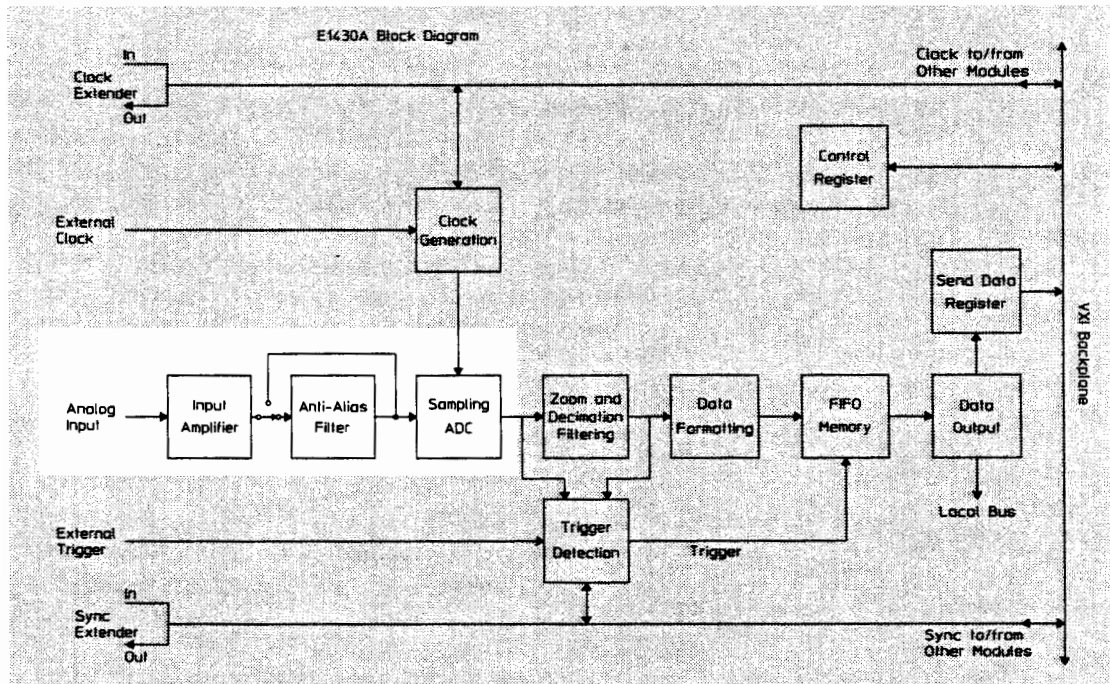 E1430A Block Diagram
In
Clock
Extender
Out
Clock to/from
Other Modules
Control
Register
External
Clock
Clock
Generation
Send Data
Register
VXI Backplane
Analog
Input
Input
Amplifier
Anti-Alias
Filter
Sampling
ADC
Zoom and
Decimation
Filtering
Data
Formatting
FIFO
Memory
Data
Output
Local Bus
External
Trigger
Trigger
Detection
Trigger
In
Sync
Extender
Out
Sync to/from
Other Modules